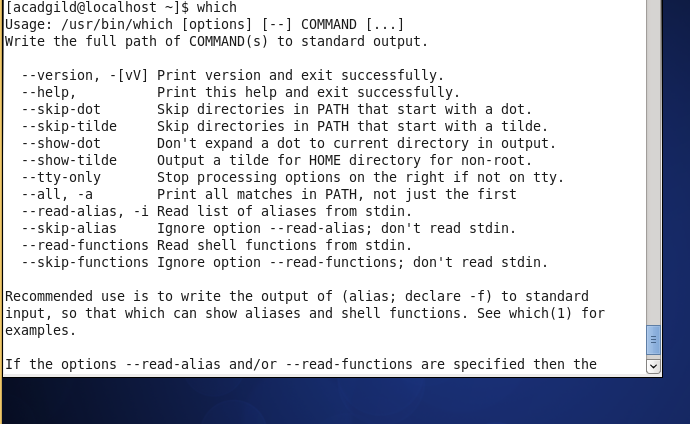 [acadgild@localhost ~]$ which
Usage: /usr/bin/which [options] [--] COMMAND [...]
Write the full path of COMMAND(s) to standard output.

  --version, -[vV] Print version and exit successfully.
  --help,          Print this help and exit successfully.
  --skip-dot       Skip directories in PATH that start with a dot.
  --skip-tilde     Skip directories in PATH that start with a tilde.
  --show-dot       Don't expand a dot to current directory in output.
  --show-tilde     Output a tilde for HOME directory for non-root.
  --tty-only       Stop processing options on the right if not on tty.
  --all, -a        Print all matches in PATH, not just the first
  --read-alias, -i Read list of aliases from stdin.
  --skip-alias     Ignore option --read-alias; don't read stdin.
  --read-functions Read shell functions from stdin.
  --skip-functions Ignore option --read-functions; don't read stdin.

Recommended use is to write the output of (alias; declare -f) to standard
input, so that which can show aliases and shell functions. See which(1) for
examples.

If the options --read-alias and/or --read-functions are specified then the